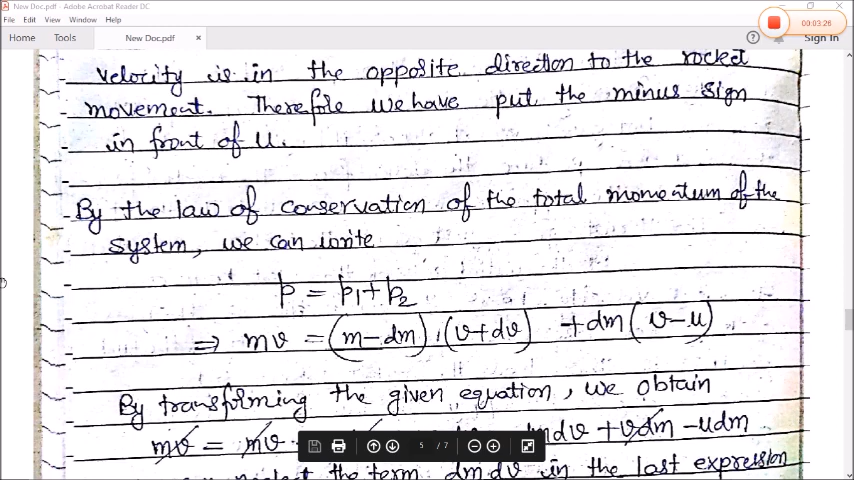 New Doc.pdf - Adobe Acrobat Reader DC
File Edit View Window Help
Home Tools New Doc.pdf × Sign In
00:03:26
velocity is in the opposite direction to the rocket
movement. Therefore we have put the minus sign
in front of u.
By the law of conservation of the total momentum of the
system, we can write
p = p₁ + p₂
⇒ mv = (m-dm).(v+dv) + dm(v-u)
By transforming the given equation, we obtain
mv = mv dmdv + vdm - udm
5 / 7
neglect the term dmdv in the last expression